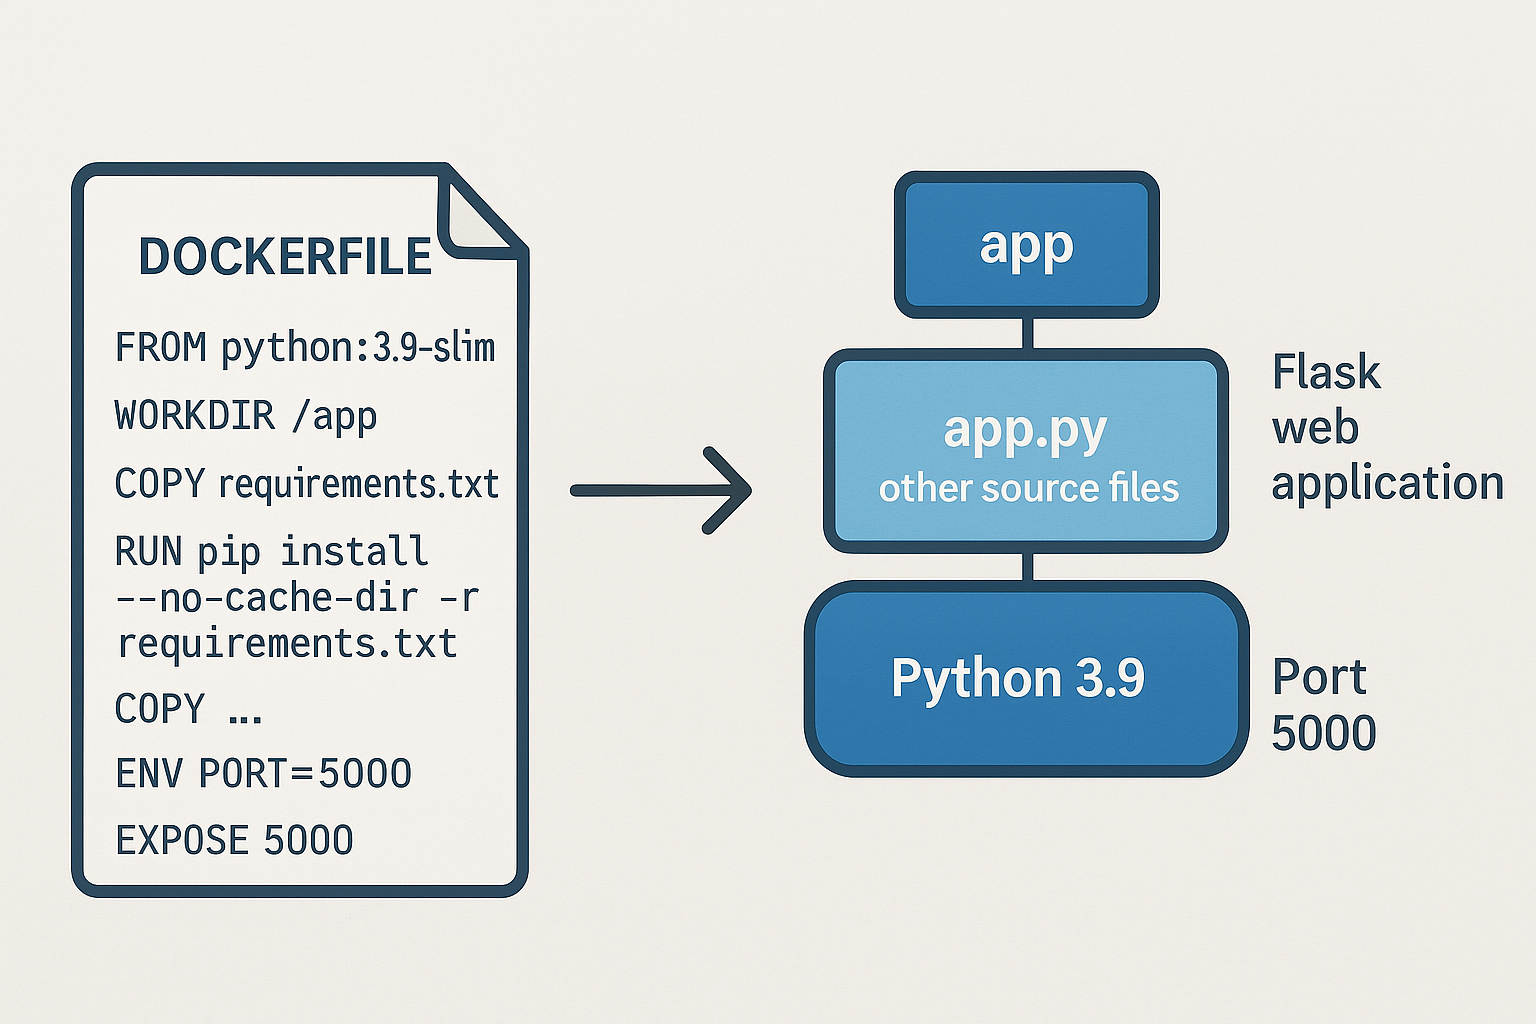 DOCKERFILE
FROM python:3.9-slim
WORKDIR /app
COPY requirements.txt
RUN pip install
--no-cache-dir -r
requirements.txt
COPY ...
ENV PORT=5000
EXPOSE 5000
app
app.py
other source files
Flask
web
application
Python 3.9
Port
5000